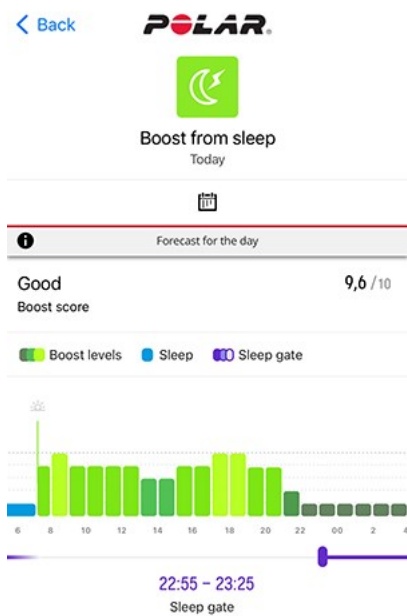 Back
POLAR
Boost from sleep
Today
Forecast for the day
Good 9,6 /10
Boost score
Boost levels Sleep Sleep gate
6 8 10 12 14 16 18 20 22 00 2 4
22:55 – 23:25
Sleep gate